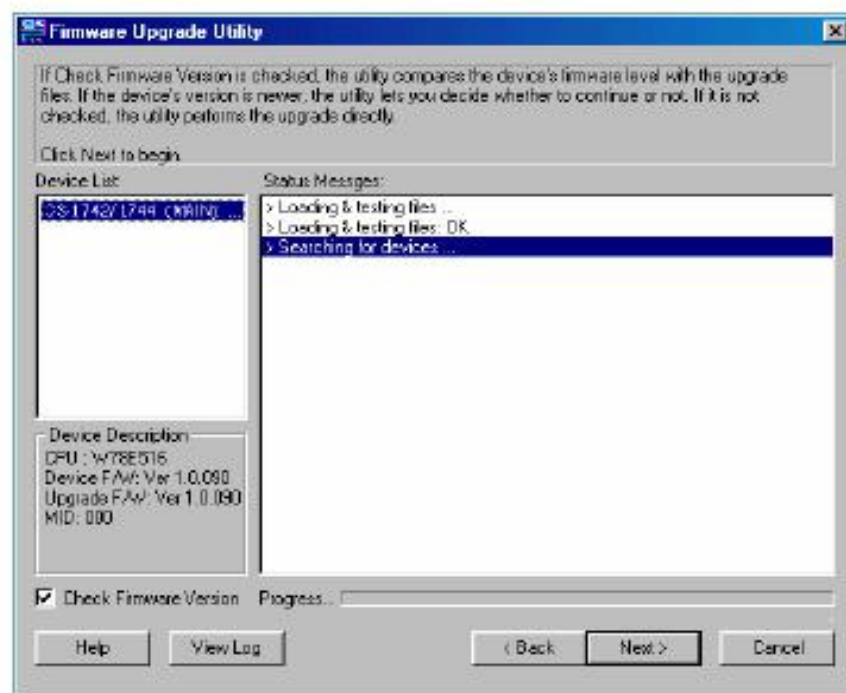 Firmware Upgrade Utility
If Check Firmware Version is checked, the utility compares the device's firmware level with the upgrade
files. If the device's version is newer, the utility lets you decide whether to continue or not. If it is not
checked, the utility performs the upgrade directly.
Click Next to begin.
Device List:
Status Messges:
CS-1742/1744 (MAIN) ...
> Loading & testing files ...
> Loading & testing files: OK
> Searching for devices ...
Device Description
CPU : W78E516
Device F/W: Ver 1.0.090
Upgrade F/W: Ver 1.0.090
MID: 000
Check Firmware Version
Progress...
Help
View Log
< Back
Next >
Cancel